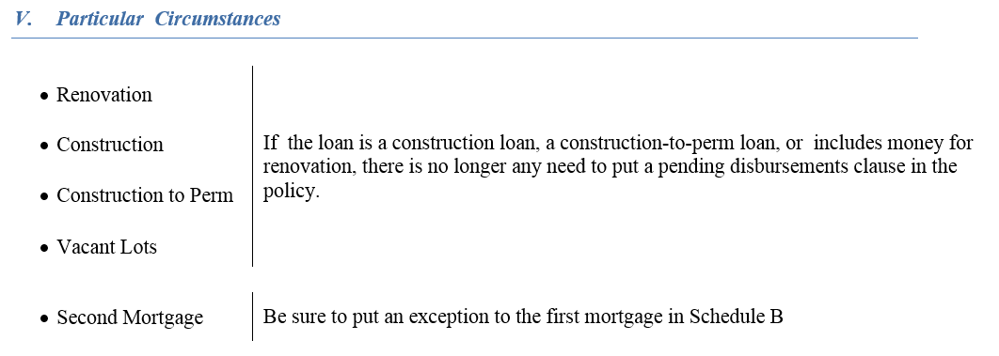 V. Particular Circumstances
• Renovation
• Construction
• Construction to Perm
• Vacant Lots
If the loan is a construction loan, a construction-to-perm loan, or includes money for
renovation, there is no longer any need to put a pending disbursements clause in the
policy.
• Second Mortgage
Be sure to put an exception to the first mortgage in Schedule B